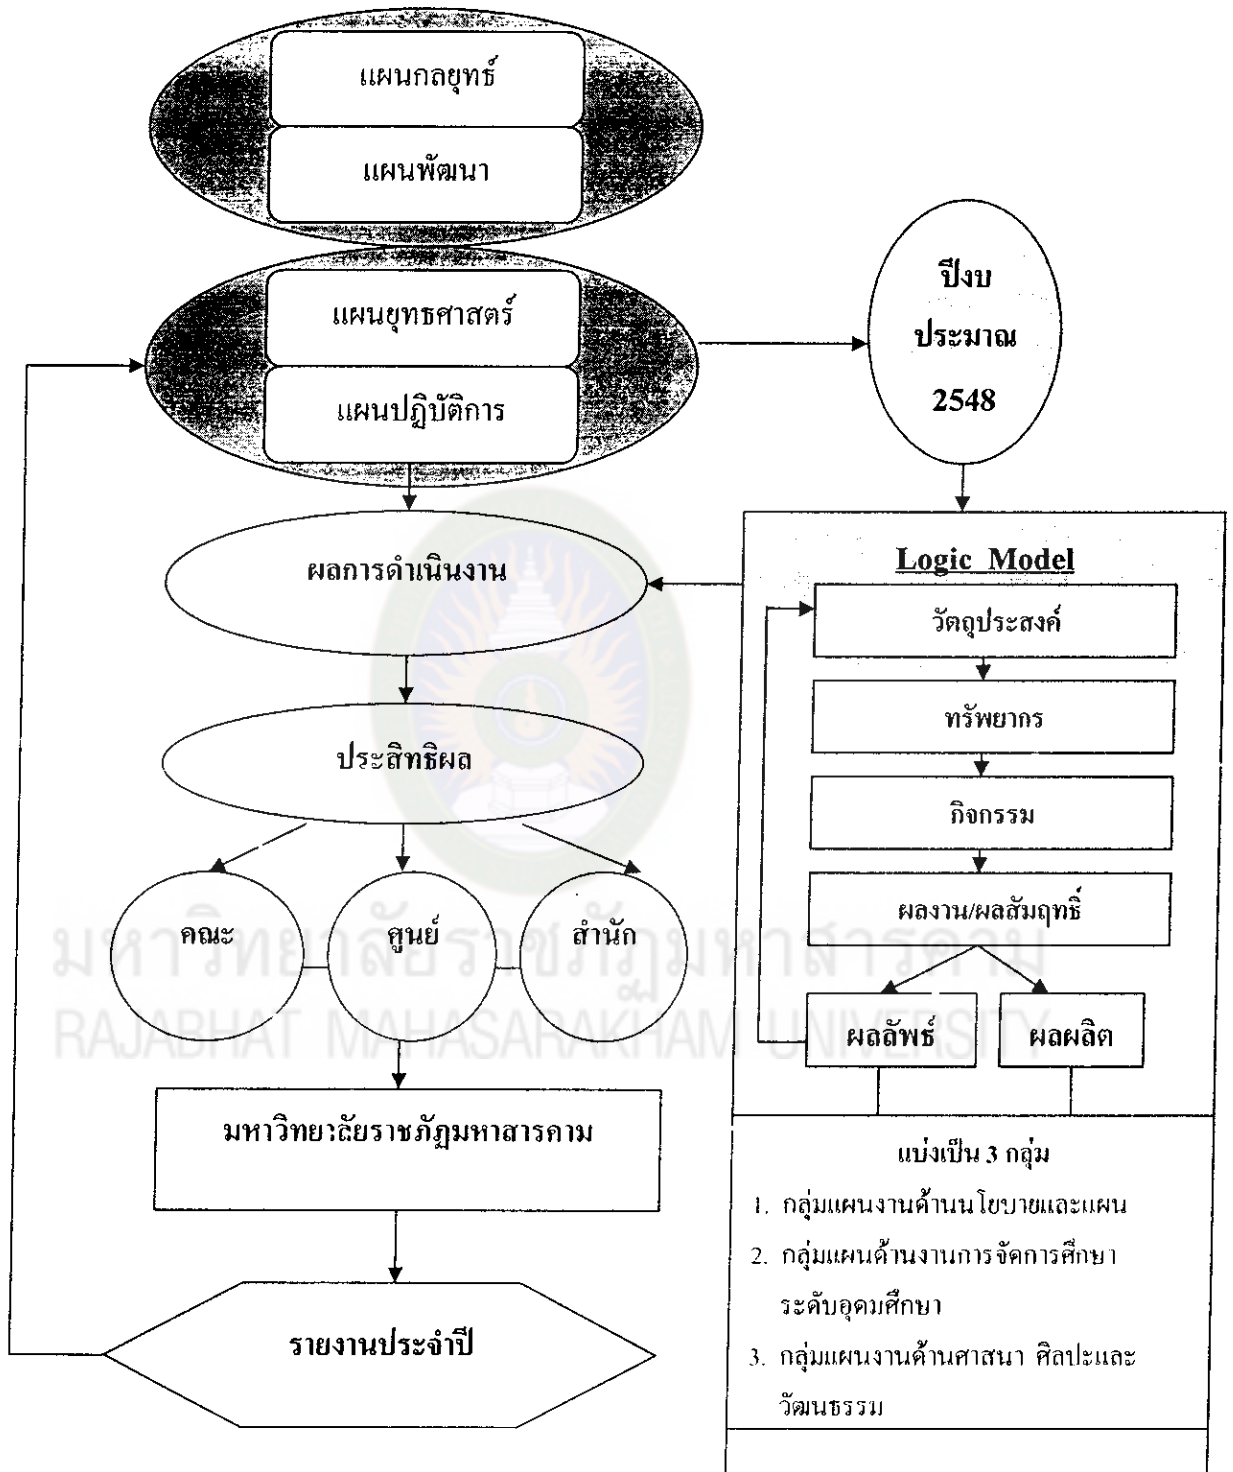 แผนกลยุทธ์
แผนพัฒนา
แผนยุทธศาสตร์
แผนปฏิบัติการ
ปีงบ
ประมาณ
2548
ผลการดำเนินงาน
ประสิทธิผล
คณะ
ศูนย์
สำนัก
มหาวิทยาลัยราชภัฏมหาสารคาม
RAJABHAT MAHASARAKHAM UNIVERSITY
มหาวิทยาลัยราชภัฏมหาสารคาม
รายงานประจำปี
Logic Model
วัตถุประสงค์
ทรัพยากร
กิจกรรม
ผลงาน/ผลสัมฤทธิ์
ผลลัพธ์
ผลผลิต
แบ่งเป็น 3 กลุ่ม
1. กลุ่มแผนงานด้านนโยบายและแผน
2. กลุ่มแผนด้านงานการจัดการศึกษา
ระดับอุดมศึกษา
3. กลุ่มแผนงานด้านศาสนา ศิลปะและ
วัฒนธรรม